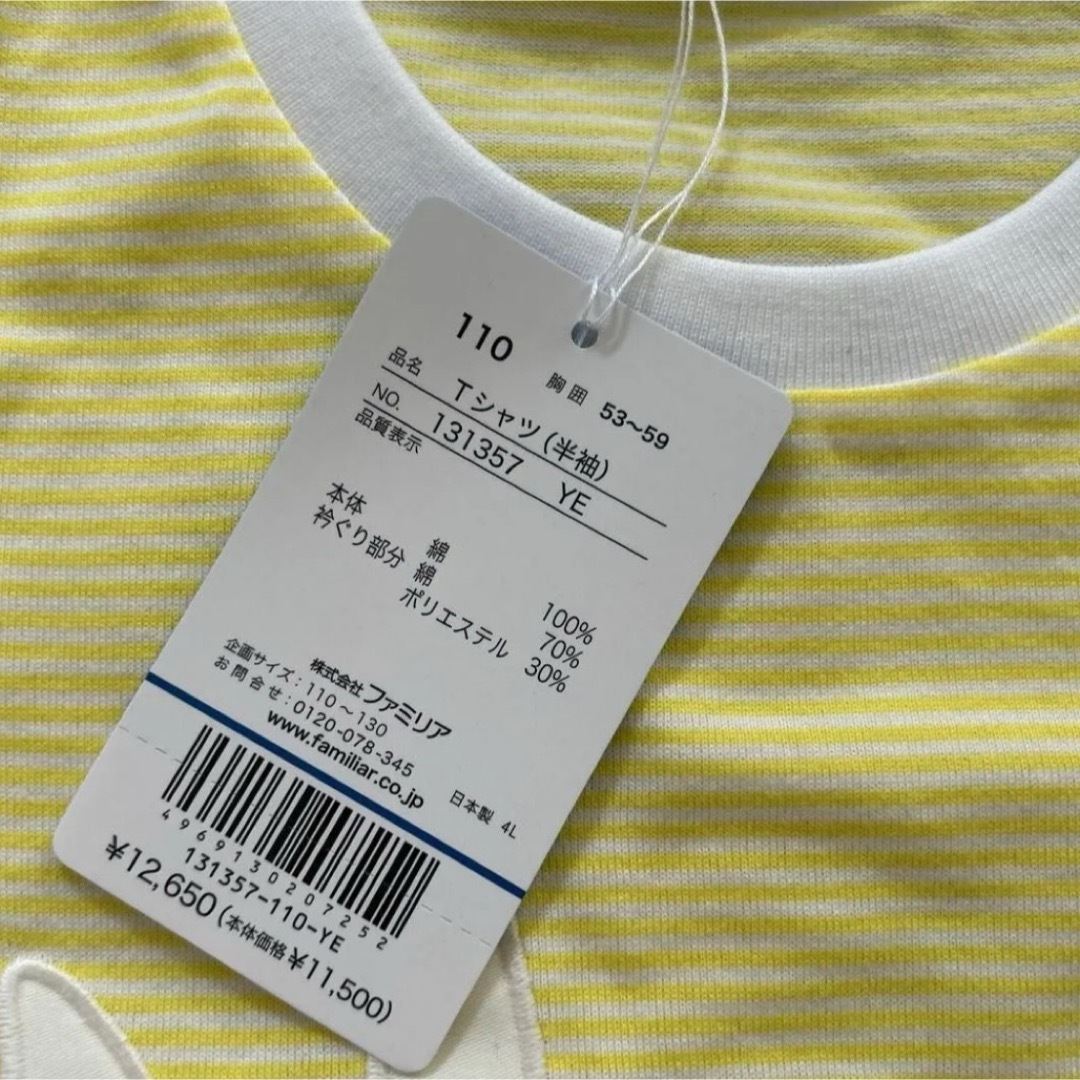 110 胸囲 53~59
品名 Tシャツ(半袖)
NO. 131357 YE
品質表示
本体 綿 100%
衿ぐり部分 綿 70%
ポリエステル 30%
株式会社ファミリア
企画サイズ:110~130
お問合せ:0120-078-345
www.familiar.co.jp
日本製 4L
4969130207252
131357-110-YE
¥12,650(本体価格¥11,500)